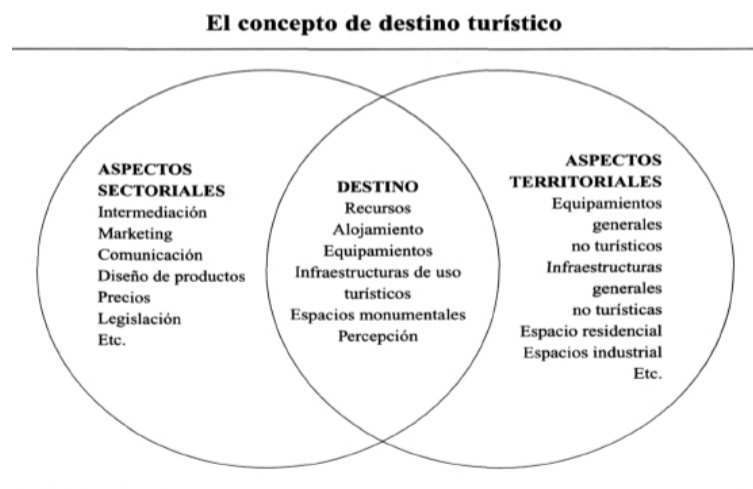 El concepto de destino turístico
ASPECTOS
SECTORIALES
Intermediación
Marketing
Comunicación
Diseño de productos
Precios
Legislación
Etc.
DESTINO
Recursos
Alojamiento
Equipamientos
Infraestructuras de uso
turísticos
Espacios monumentales
Percepción
ASPECTOS
TERRITORIALES
Equipamientos
generales
no turísticos
Infraestructuras
generales
no turísticas
Espacio residencial
Espacios industrial
Etc.